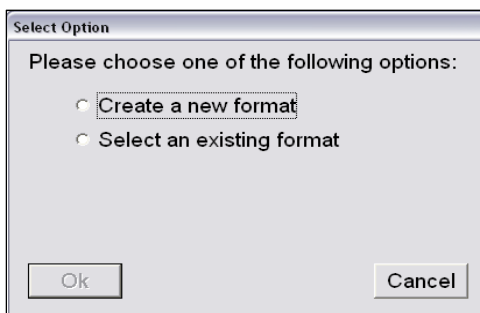 Select Option
Please choose one of the following options:
Create a new format
Select an existing format
Ok
Cancel